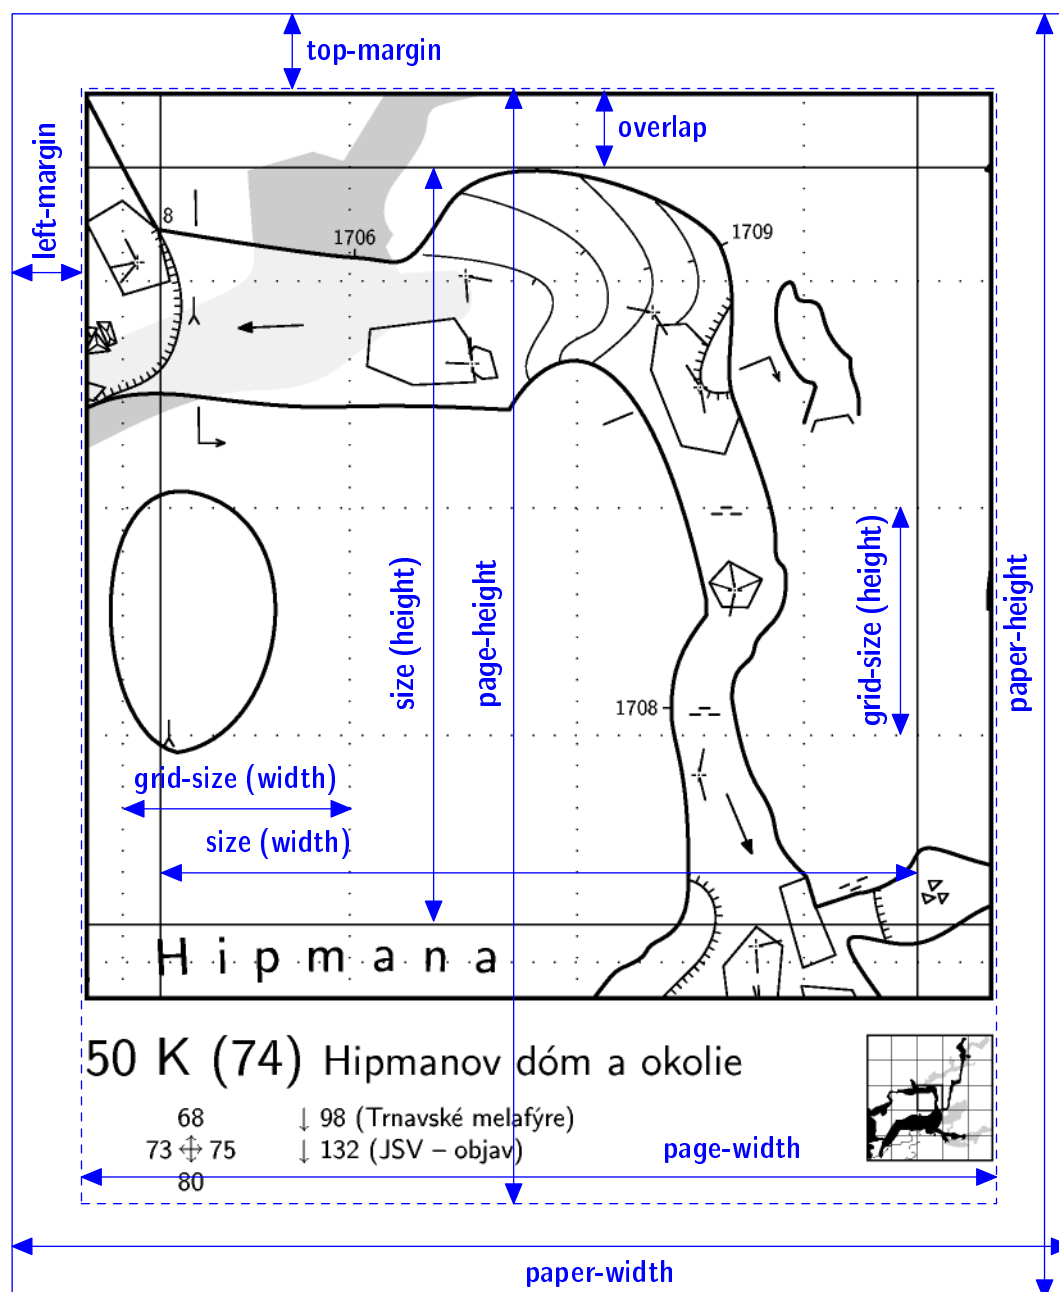 top-margin
overlap
left-margin
8
1706
1709
size (height)
page-height
grid-size (height)
paper-height
1708
grid-size (width)
size (width)
Hipmana
50 K (74) Hipmanov dóm a okolie
68
↓ 98 (Trnavské melafýre)
73 75
↓ 132 (JSV – objav)
80
page-width
paper-width